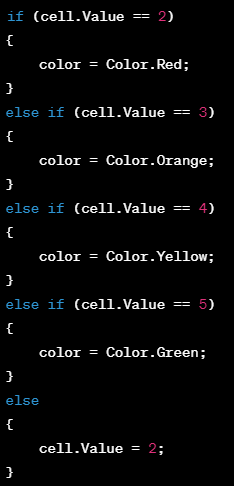 if (cell.Value == 2)
{
    color = Color.Red;
}
else if (cell.Value == 3)
{
    color = Color.Orange;
}
else if (cell.Value == 4)
{
    color = Color.Yellow;
}
else if (cell.Value == 5)
{
    color = Color.Green;
}
else
{
    cell.Value = 2;
}